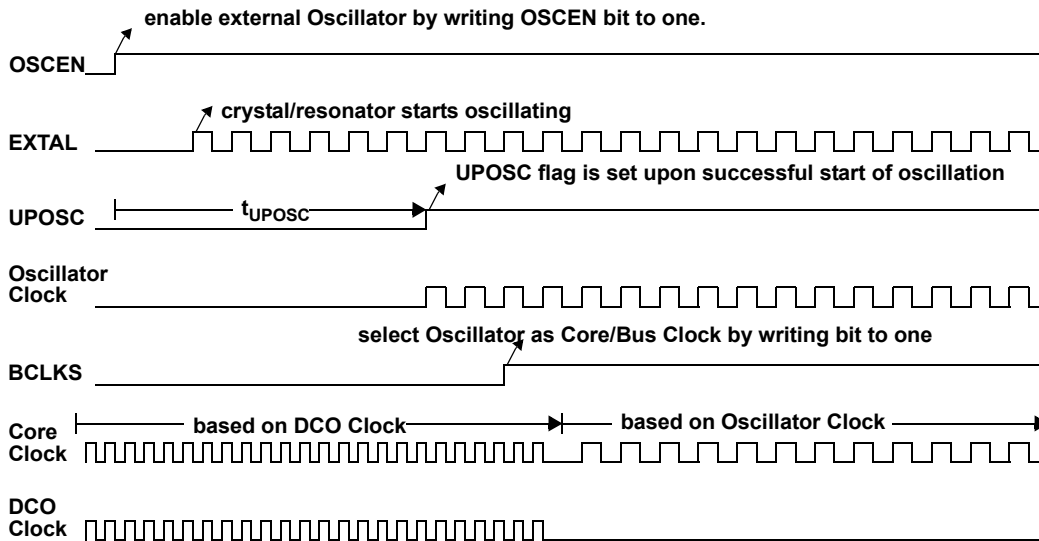 enable external Oscillator by writing OSCEN bit to one.
OSCEN
crystal/resonator starts oscillating
EXTAL
UPOSC flag is set upon successful start of oscillation
UPOSC
tUPOSC
Oscillator
Clock
select Oscillator as Core/Bus Clock by writing bit to one
BCLKS
based on DCO Clock
based on Oscillator Clock
Core
Clock
DCO
Clock